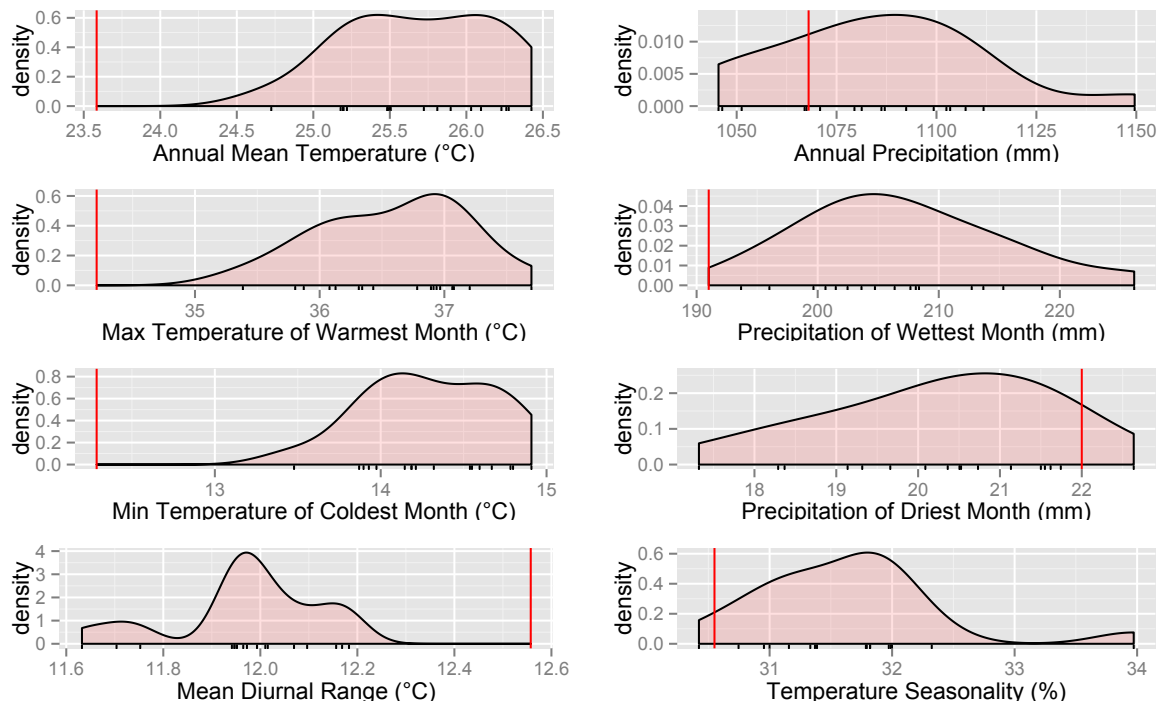 0.6
0.4
0.2
0.0
density
23.5 24.0 24.5 25.0 25.5 26.0 26.5
Annual Mean Temperature (°C)
0.010
0.005
0.000
density
1050 1075 1100 1125 1150
Annual Precipitation (mm)
0.6
0.4
0.2
0.0
density
35 36 37
Max Temperature of Warmest Month (°C)
0.04
0.03
0.02
0.01
0.00
density
190 200 210 220
Precipitation of Wettest Month (mm)
0.8
0.6
0.4
0.2
0.0
density
13 14 15
Min Temperature of Coldest Month (°C)
0.2
0.1
0.0
density
18 19 20 21 22
Precipitation of Driest Month (mm)
4
3
2
1
0
density
11.6 11.8 12.0 12.2 12.4 12.6
Mean Diurnal Range (°C)
0.6
0.4
0.2
0.0
density
31 32 33 34
Temperature Seasonality (%)